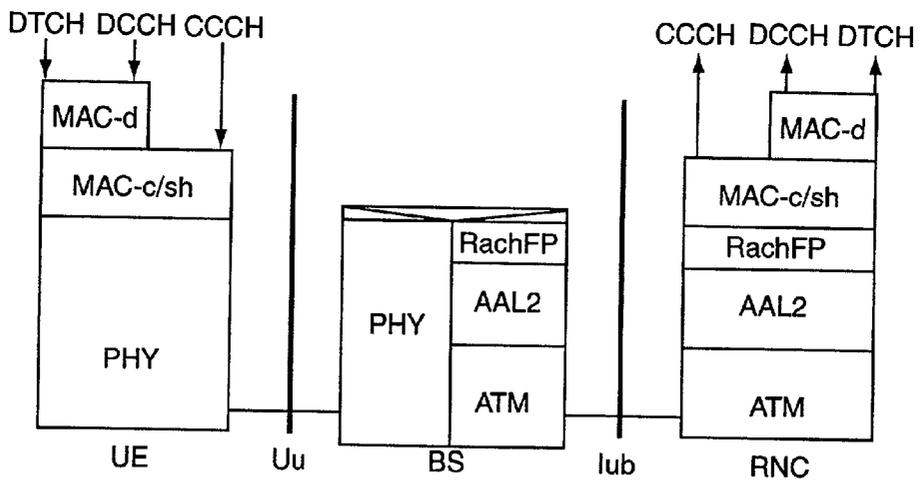 DTCH DCCH CCCH
MAC-d
MAC-c/sh
PHY
UE
Uu
PHY
RachFP
AAL2
ATM
BS
Iub
CCCH DCCH DTCH
MAC-d
MAC-c/sh
RachFP
AAL2
ATM
RNC